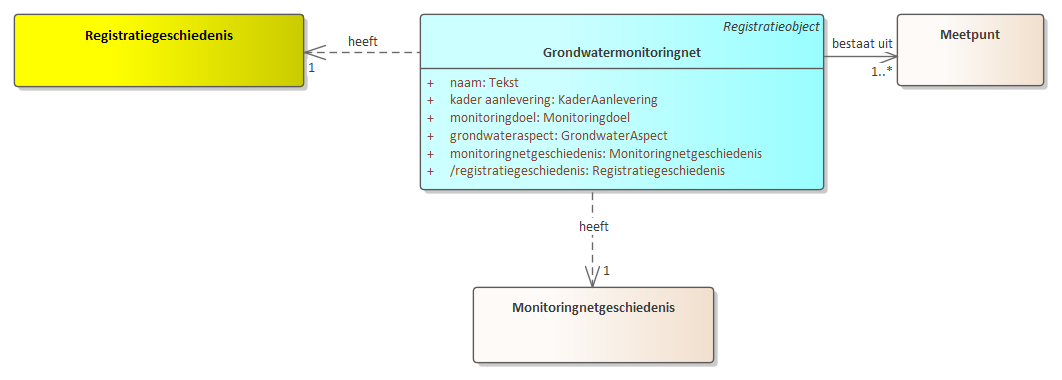 Registratiegeschiedenis
heeft
1
Registratieobject
Grondwatermonitoringnet
+ naam: Tekst
+ kader aanlevering: KaderAanlevering
+ monitoringdoel: Monitoringdoel
+ grondwateraspect: GrondwaterAspect
+ monitoringnetgeschiedenis: Monitoringnetgeschiedenis
+ /registratiegeschiedenis: Registratiegeschiedenis
bestaat uit
1..*
Meetpunt
heeft
1
Monitoringnetgeschiedenis